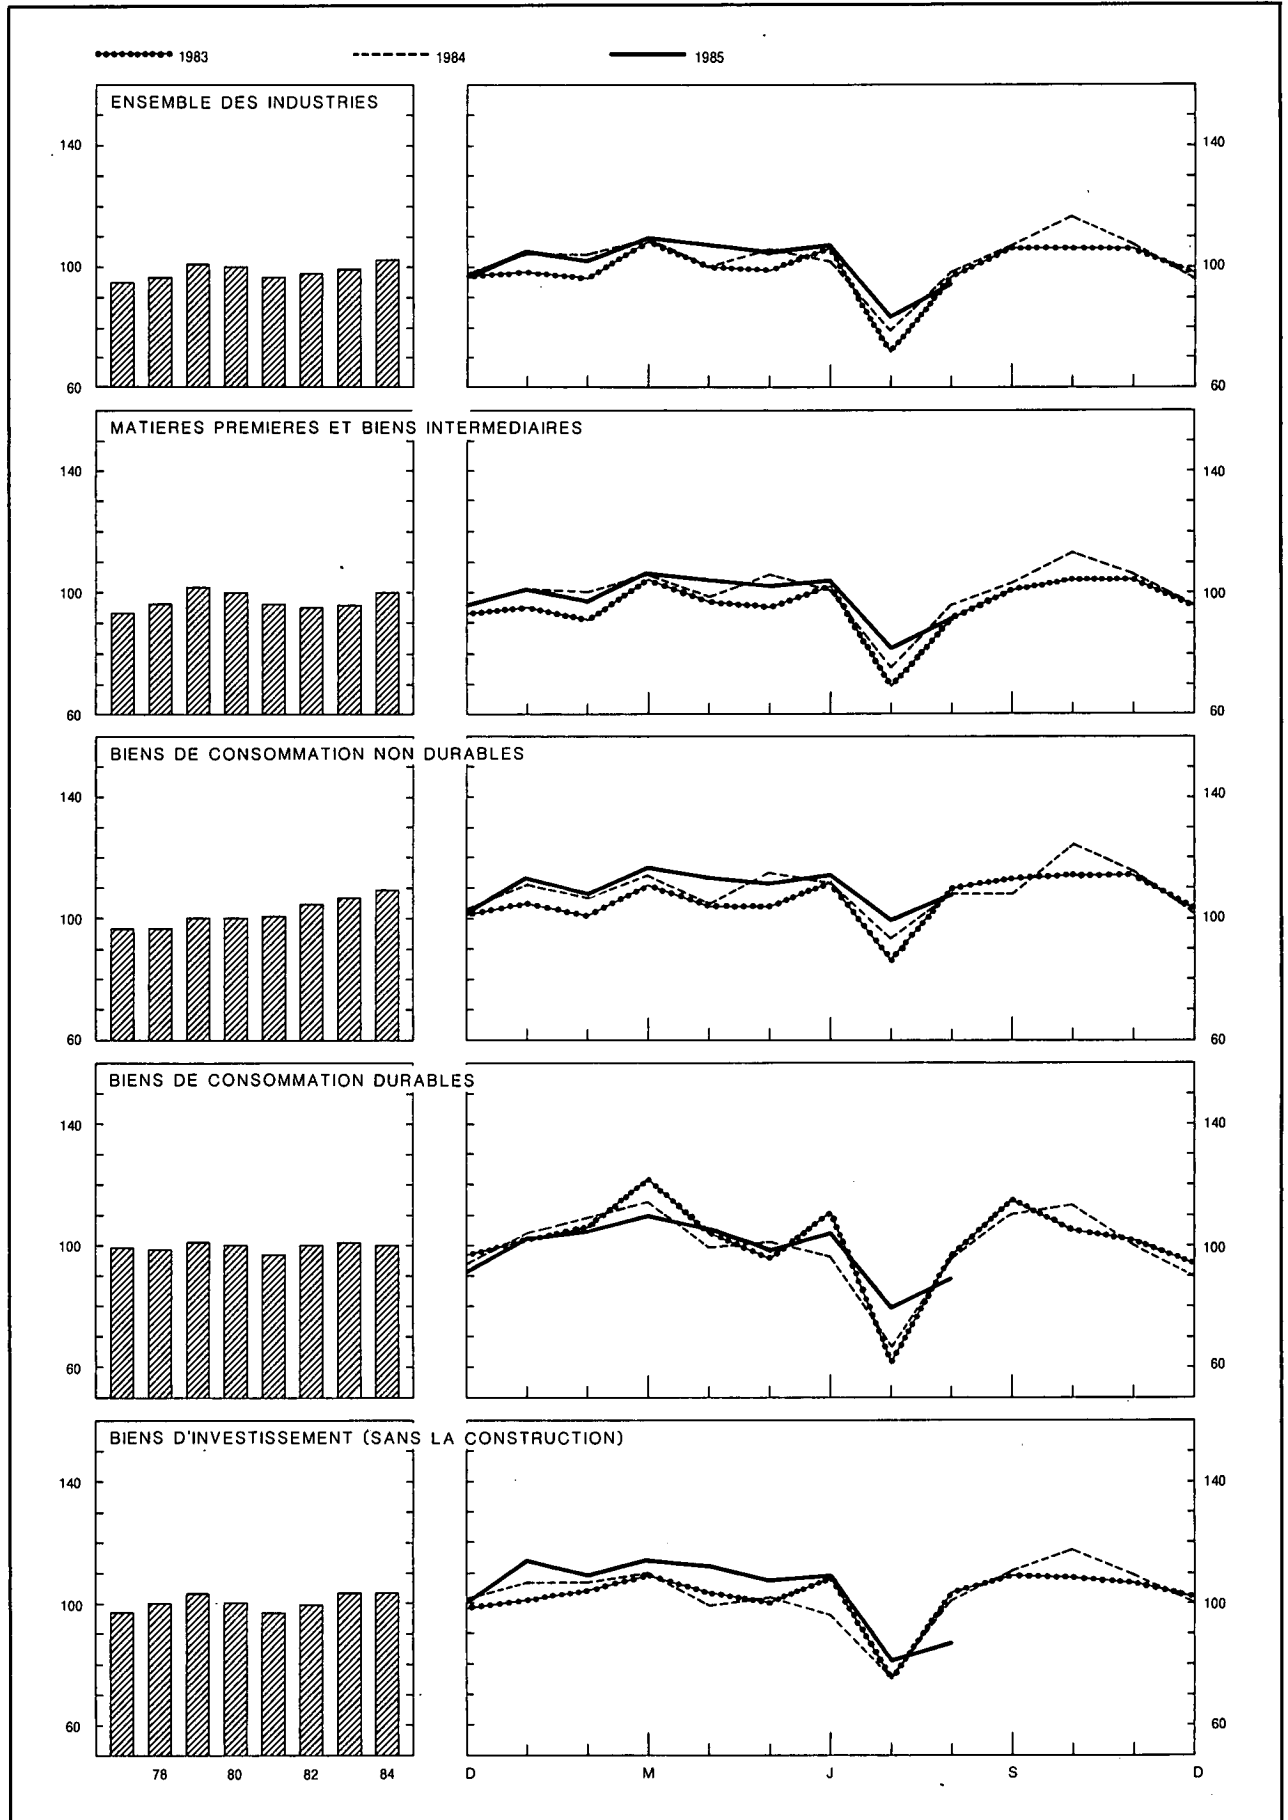 1983 1984 1985
ENSEMBLE DES INDUSTRIES
140 140
100 100
60 60
MATIERES PREMIERES ET BIENS INTERMEDIAIRES
140 140
100 100
60 60
BIENS DE CONSOMMATION NON DURABLES
140 140
100 100
60 60
BIENS DE CONSOMMATION DURABLES
140 140
100 100
60 60
BIENS D'INVESTISSEMENT (SANS LA CONSTRUCTION)
140 140
100 100
60 60
78 80 82 84 D M J S D